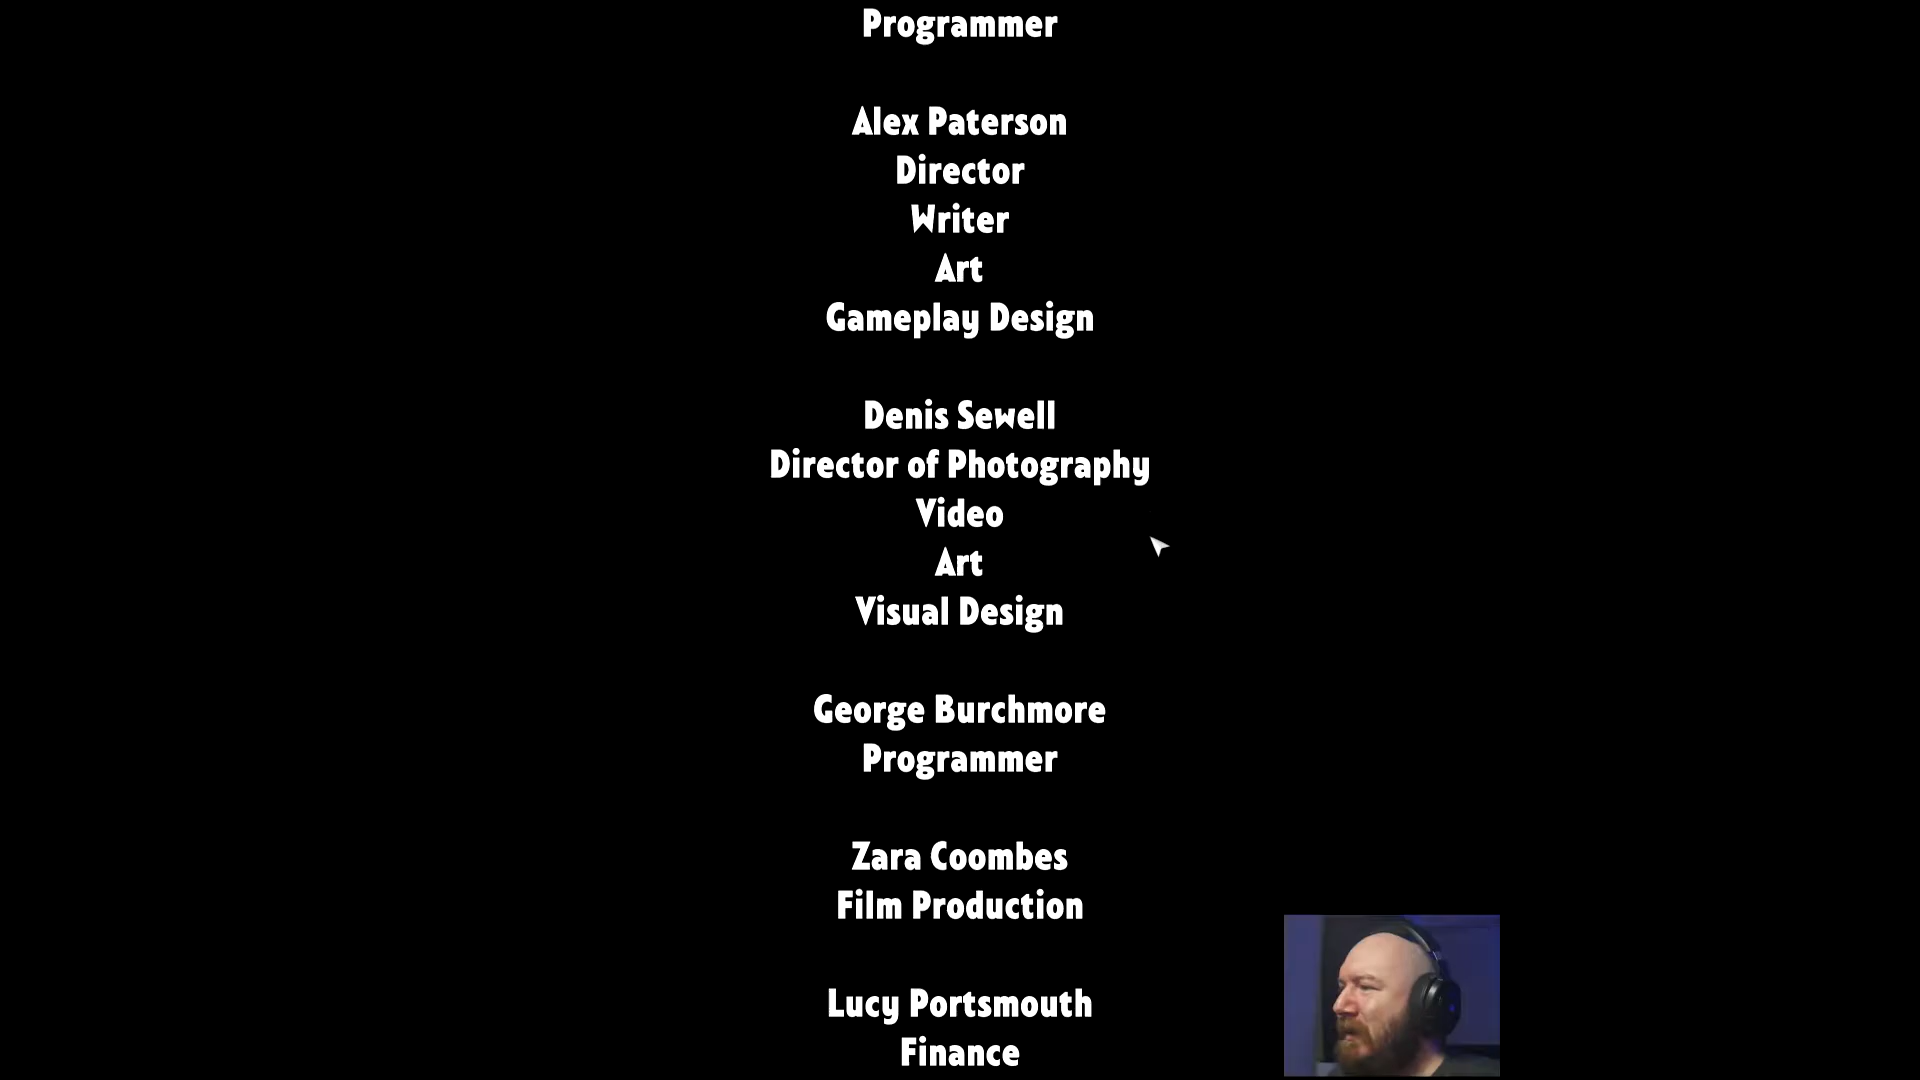 Programmer
Alex Paterson
Director
Writer
Art
Gameplay Design
Denis Sewell
Director of Photography
Video
Art
Visual Design
George Burchmore
Programmer
Zara Coombes
Film Production
Lucy Portsmouth
Finance